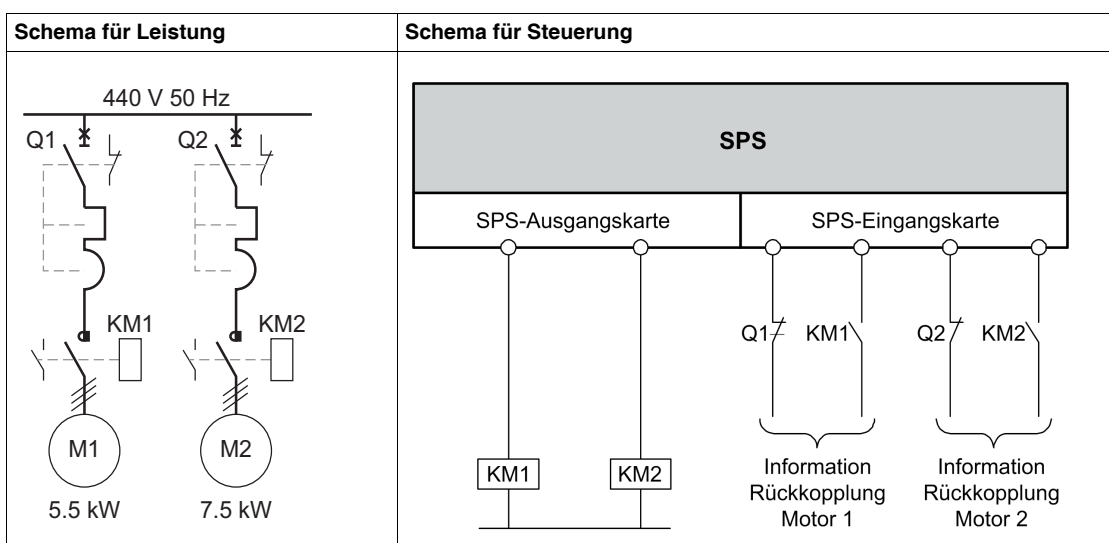 Schema für Leistung
Schema für Steuerung
440 V 50 Hz
Q1
Q2
KM1
KM2
M1
M2
5.5 kW
7.5 kW
SPS
SPS-Ausgangskarte
SPS-Eingangskarte
Q1
KM1
Q2
KM2
KM1
KM2
Information
Rückkopplung
Motor 1
Information
Rückkopplung
Motor 2